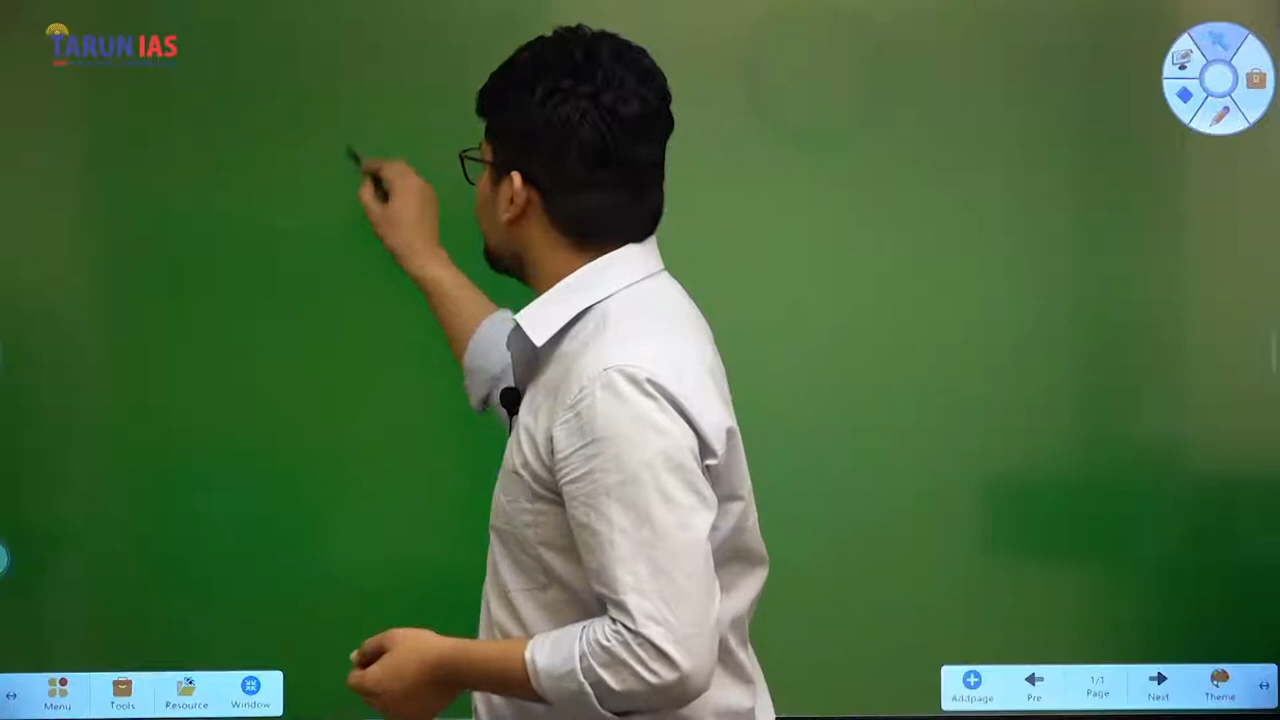 TARUN IAS
Menu
Tools
Resource
Window
Addpage
Pre
1/1
Page
Next
Theme